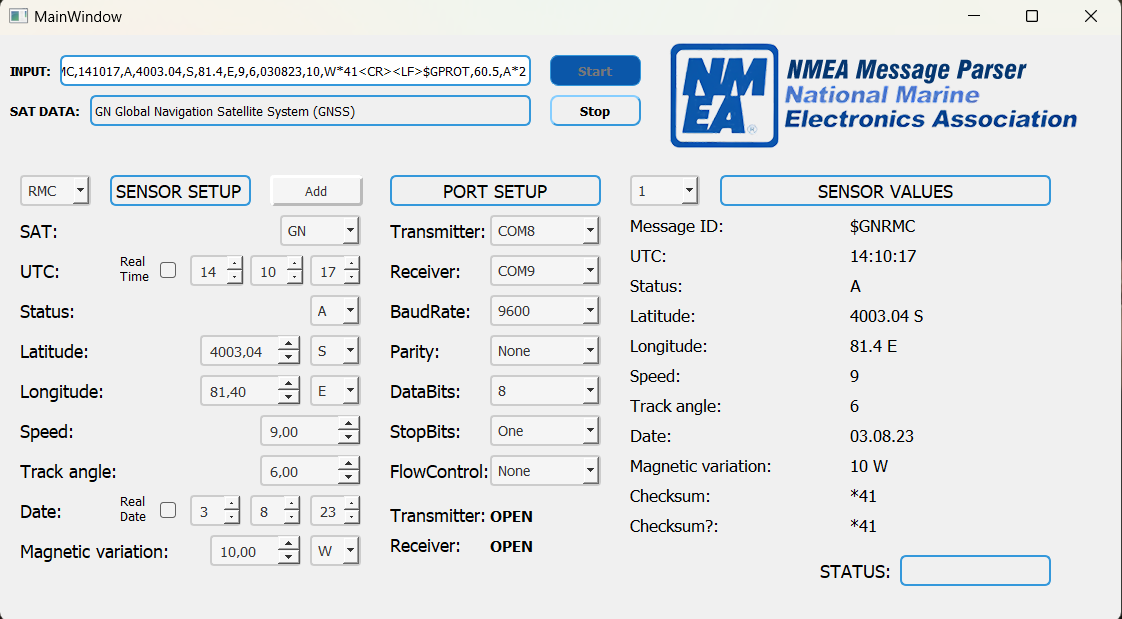 MainWindow
INPUT: MC,141017,A,4003.04,S,81.4,E,9,6,030823,10,W*41<CR><LF>$GPROT,60.5,A*2
Start
SAT DATA: GN Global Navigation Satellite System (GNSS)
Stop
NM
EA
®
NMEA Message Parser
National Marine
Electronics Association
RMC SENSOR SETUP Add
SAT: GN
UTC: Real Time 14 10 17
Status: A
Latitude: 4003,04 S
Longitude: 81,40 E
Speed: 9,00
Track angle: 6,00
Date: Real Date 3 8 23
Magnetic variation: 10,00 W
PORT SETUP
Transmitter: COM8
Receiver: COM9
BaudRate: 9600
Parity: None
DataBits: 8
StopBits: One
FlowControl: None
Transmitter: OPEN
Receiver: OPEN
1 SENSOR VALUES
Message ID: $GNRMC
UTC: 14:10:17
Status: A
Latitude: 4003.04 S
Longitude: 81.4 E
Speed: 9
Track angle: 6
Date: 03.08.23
Magnetic variation: 10 W
Checksum: *41
Checksum?: *41
STATUS: